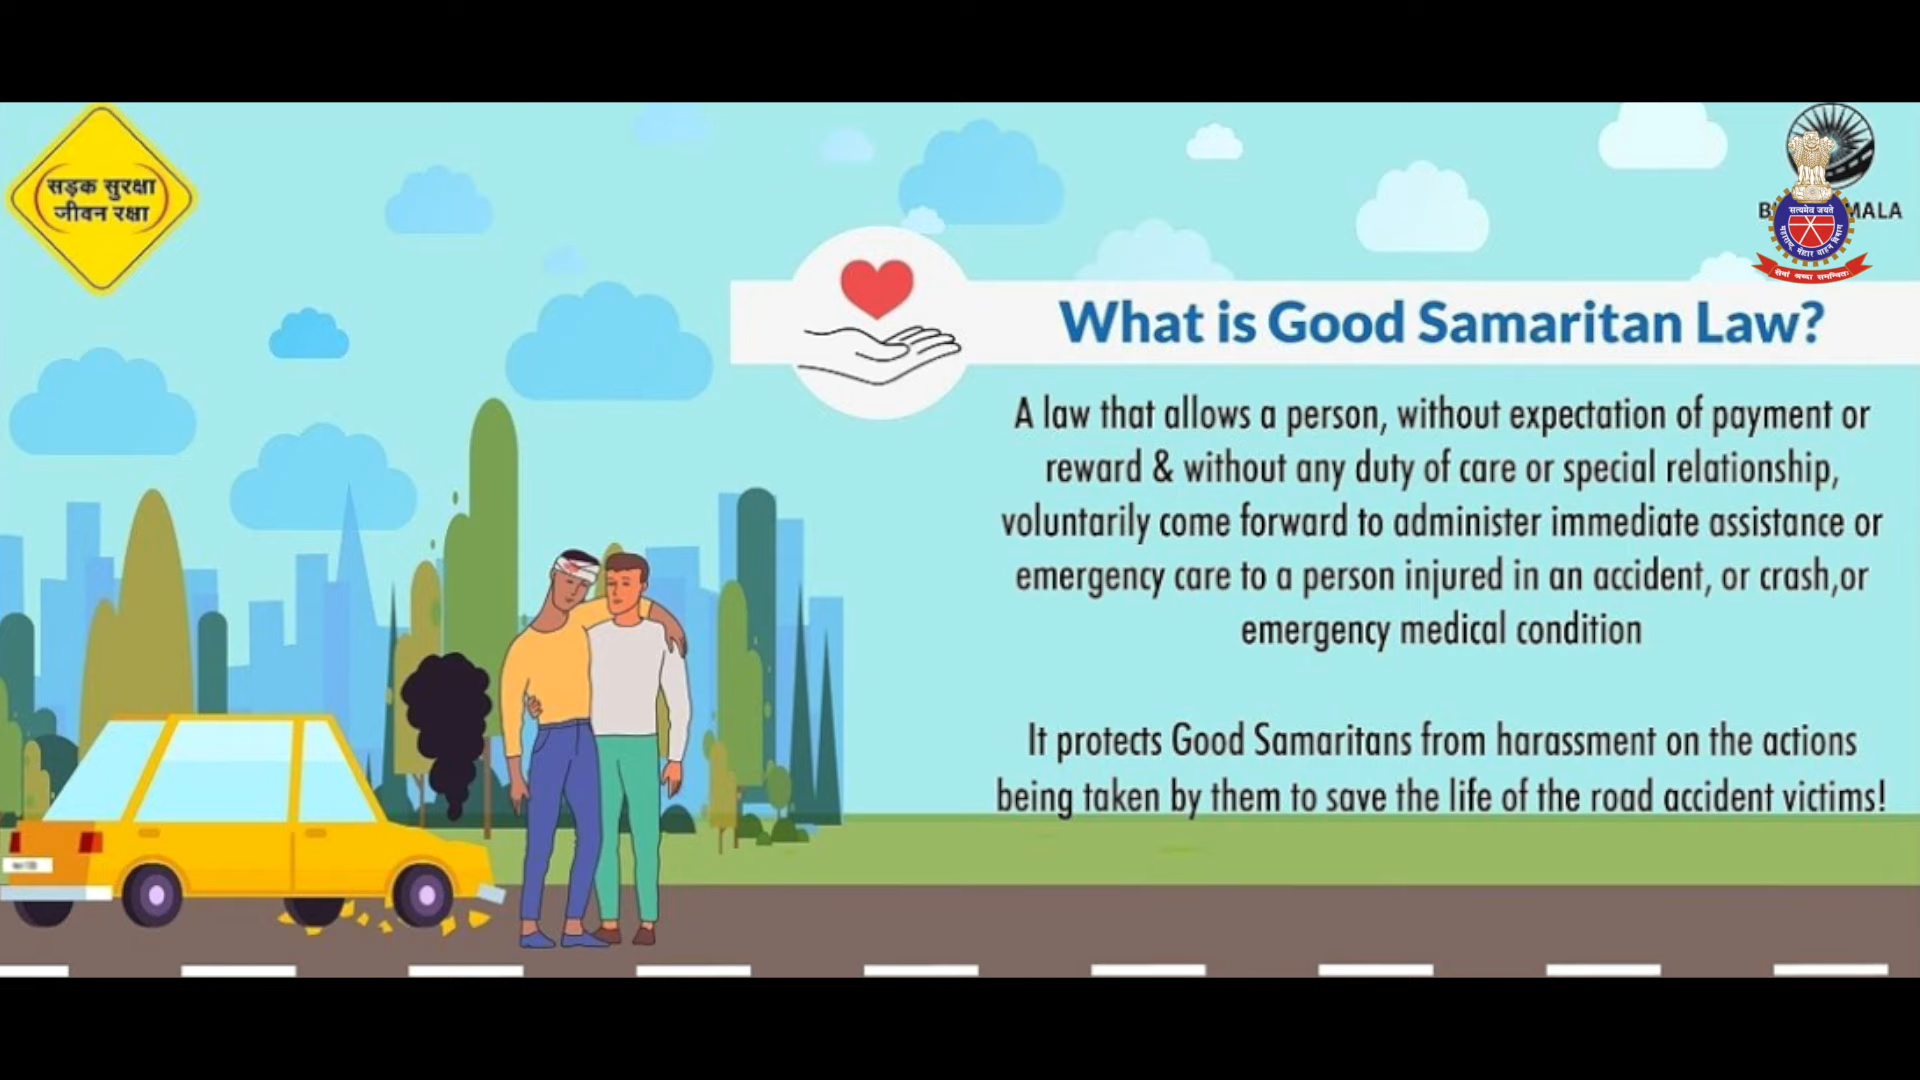 सड़क सुरक्षा
जीवन रक्षा
सत्यमेव जयते
What is Good Samaritan Law?
A law that allows a person, without expectation of payment or
reward & without any duty of care or special relationship,
voluntarily come forward to administer immediate assistance or
emergency care to a person injured in an accident, or crash,or
emergency medical condition
It protects Good Samaritans from harassment on the actions
being taken by them to save the life of the road accident victims!